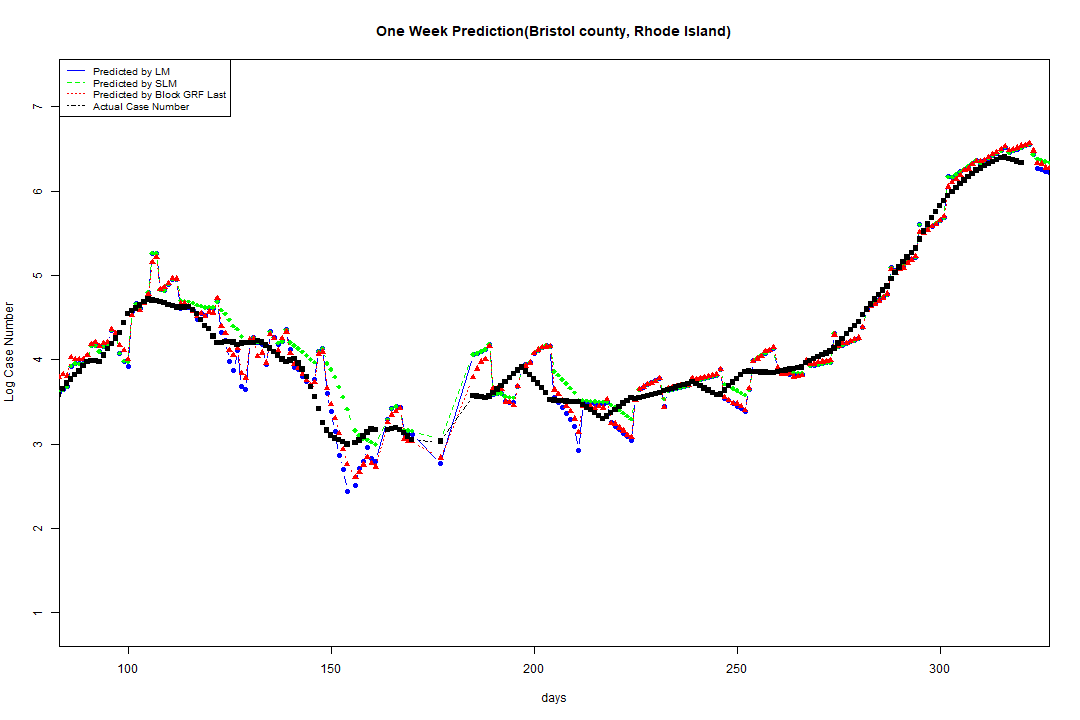 One Week Prediction(Bristol county, Rhode Island)
Predicted by LM
Predicted by SLM
Predicted by Block GRF Last
Actual Case Number
7
6
5
4
3
2
1
Log Case Number
100 150 200 250 300
days